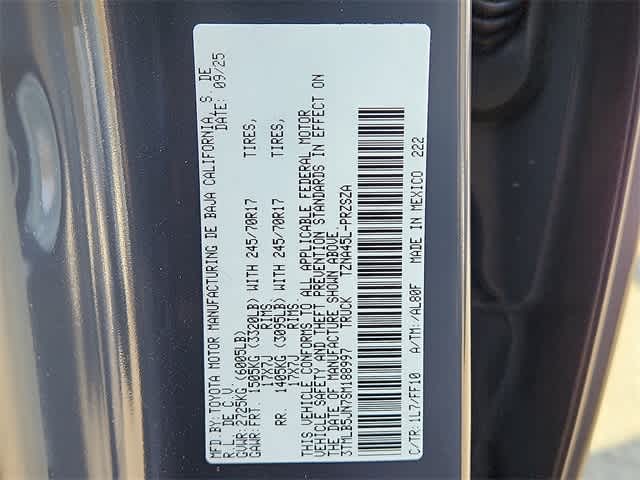 MFD.BY:TOYOTA MOTOR MANUFACTURING DE BAJA CALIFORNIA, S. DE
R. L. DE C. V. DATE: 09/25
GVWR:2725KG (6005LB)
GAWR:FRT: 1505KG (3320LB) WITH 245/70R17 TIRES,
17X7J RIMS,
RR. 1405KG (3095LB) WITH 245/70R17 TIRES,
17X7J RIMS.
THIS VEHICLE CONFORMS TO ALL APPLICABLE FEDERAL MOTOR
VEHICLE SAFETY AND THEFT PREVENTION STANDARDS IN EFFECT ON
THE DATE OF MANUFACTURE SHOWN ABOVE.
3TMLB5JN7SM188997 TRUCK TZNA45L-PRZSZA
C/TR:1L7/FF10 A/TM:/AL80F MADE IN MEXICO 222